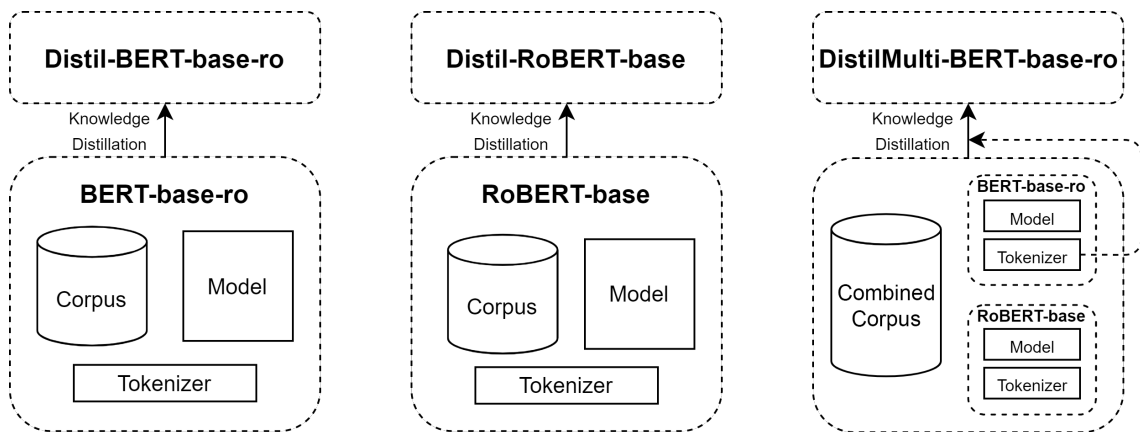 Distil-BERT-base-ro
Knowledge
Distillation
BERT-base-ro
Corpus
Model
Tokenizer
Distil-RoBERT-base
Knowledge
Distillation
RoBERT-base
Corpus
Model
Tokenizer
DistilMulti-BERT-base-ro
Knowledge
Distillation
Combined
Corpus
BERT-base-ro
Model
Tokenizer
RoBERT-base
Model
Tokenizer